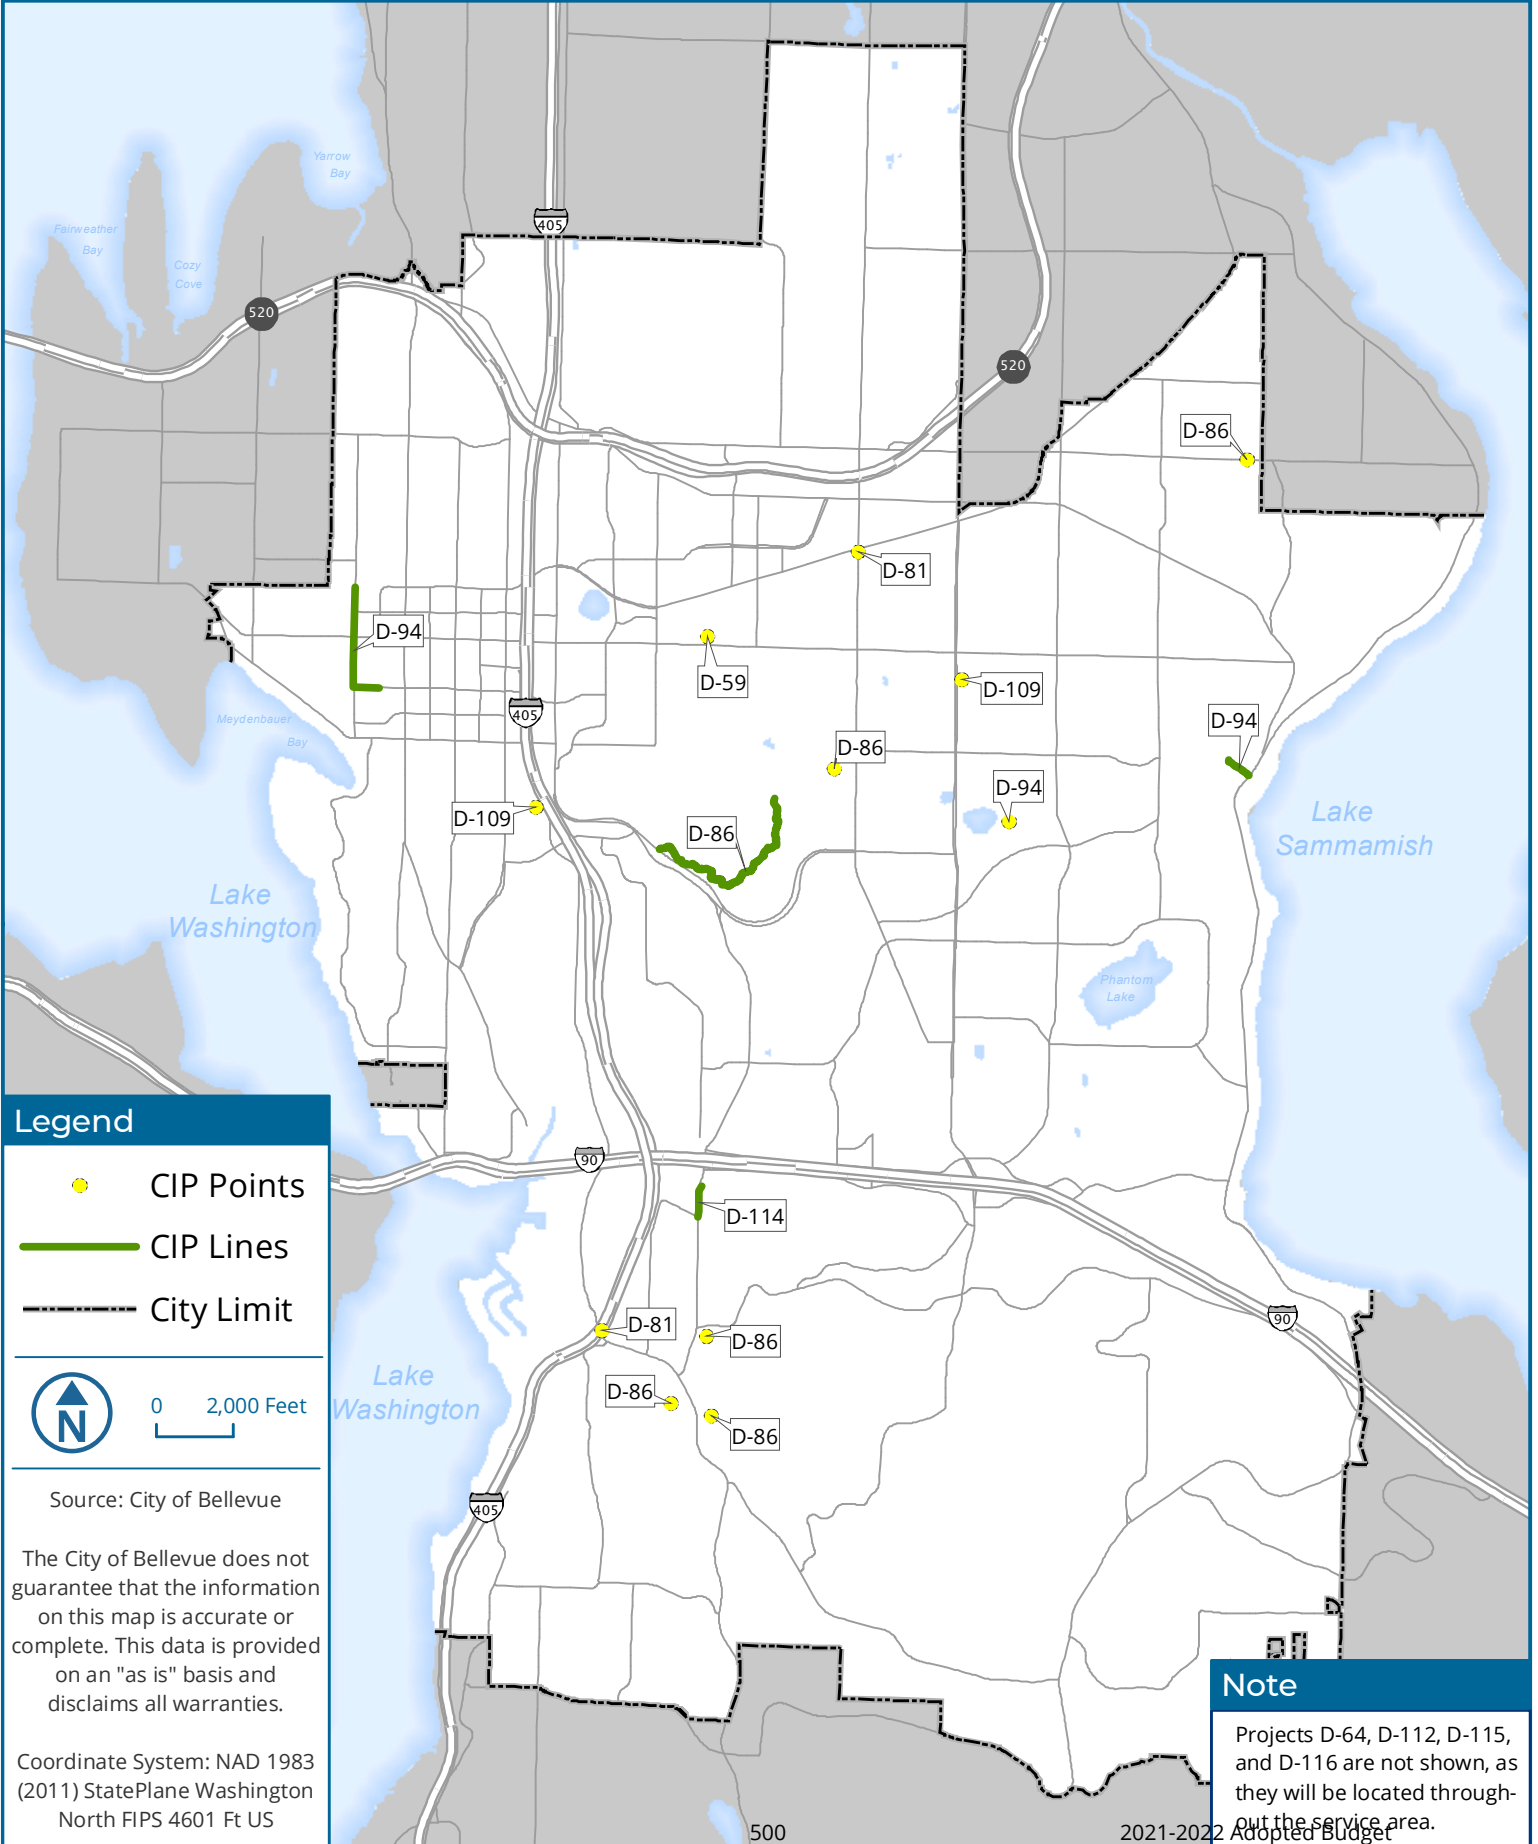 Yarrow
Bay
Fairweather
Bay
Cozy
Cove
405
520
520
D-86
D-81
D-94
D-59
D-109
405
Meydenbauer
Bay
D-94
D-86
D-94
D-109
D-86
Lake
Sammamish
Lake
Washington
Phantom
Lake
90
D-114
90
D-81
D-86
D-86
D-86
Lake
Washington
405
Legend
CIP Points
CIP Lines
City Limit
N
0 2,000 Feet
Source: City of Bellevue
The City of Bellevue does not
guarantee that the information
on this map is accurate or
complete. This data is provided
on an "as is" basis and
disclaims all warranties.
Coordinate System: NAD 1983
(2011) StatePlane Washington
North FIPS 4601 Ft US
Note
Projects D-64, D-112, D-115,
and D-116 are not shown, as
they will be located through-
out the service area.
500
2021-2022 Adopted Budget